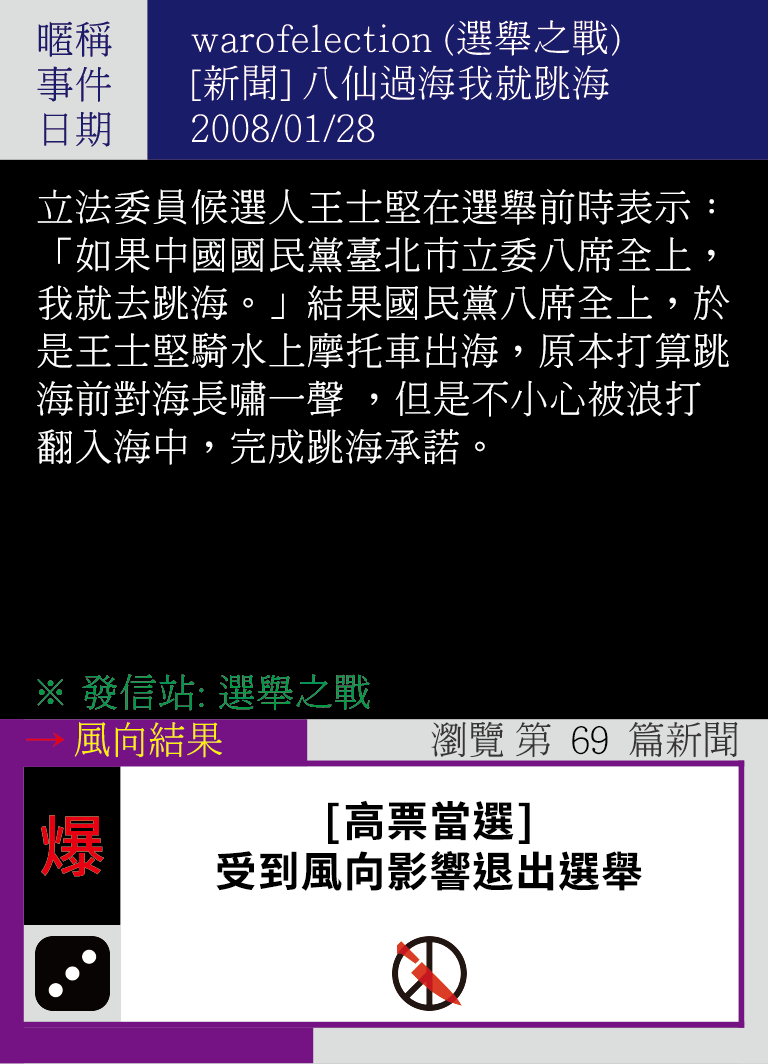 暱稱 warofelection (選舉之戰)
事件 [新聞] 八仙過海我就跳海
日期 2008/01/28
立法委員候選人王士堅在選舉前時表示：
「如果中國國民黨臺北市立委八席全上，
我就去跳海。」結果國民黨八席全上，於
是王士堅騎水上摩托車出海，原本打算跳
海前對海長嘯一聲 ，但是不小心被浪打
翻入海中，完成跳海承諾。
※ 發信站: 選舉之戰
→ 風向結果 瀏覽 第 69 篇新聞
爆
[高票當選]
受到風向影響退出選舉